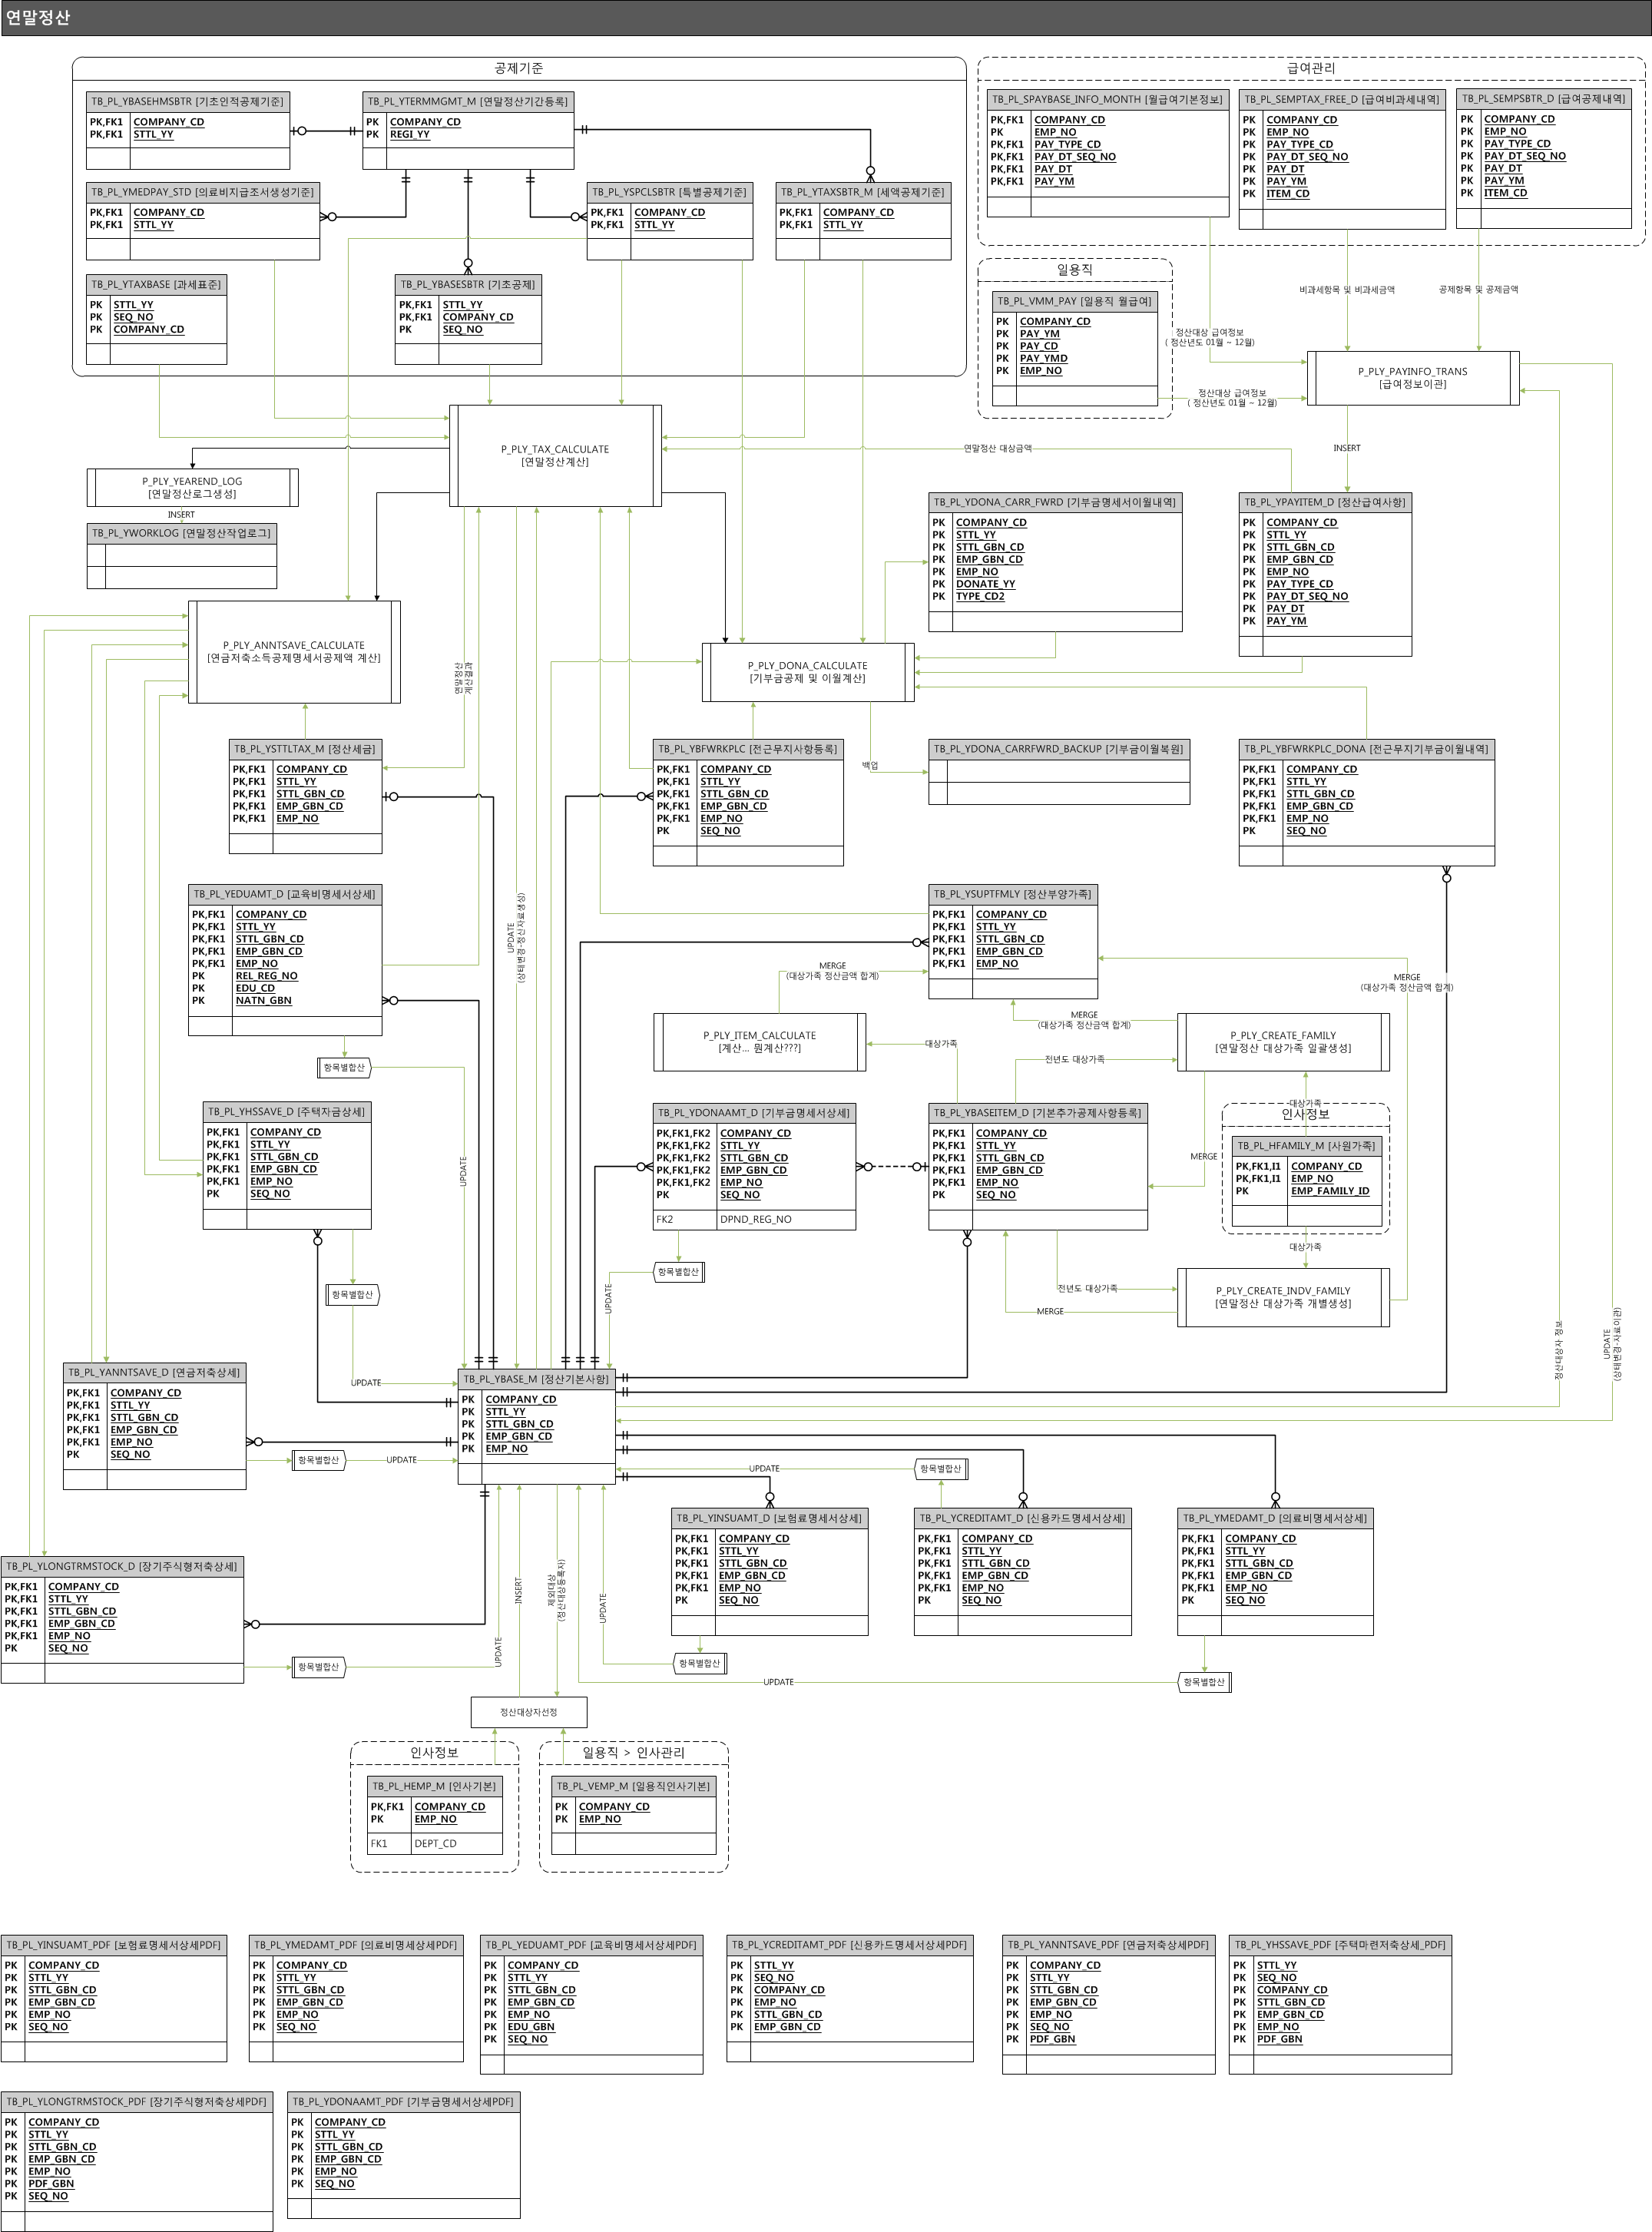 연말정산
공제기준
급여관리
TB_PL_YBASEHMSBTR [기초인적공제기준]
PK,FK1 COMPANY_CD
PK,FK1 STTL_YY
TB_PL_YTERMMGMT_M [연말정산기간등록]
PK COMPANY_CD
PK REGI_YY
TB_PL_SPAYBASE_INFO_MONTH [월급여기본정보]
PK,FK1 COMPANY_CD
PK EMP_NO
PK,FK1 PAY_TYPE_CD
PK,FK1 PAY_DT_SEQ_NO
PK,FK1 PAY_DT
PK,FK1 PAY_YM
TB_PL_SEMPTAX_FREE_D [급여비과세내역]
PK COMPANY_CD
PK EMP_NO
PK PAY_TYPE_CD
PK PAY_DT_SEQ_NO
PK PAY_DT
PK PAY_YM
PK ITEM_CD
TB_PL_SEMPSBTR_D [급여공제내역]
PK COMPANY_CD
PK EMP_NO
PK PAY_TYPE_CD
PK PAY_DT_SEQ_NO
PK PAY_DT
PK PAY_YM
PK ITEM_CD
TB_PL_YMEDPAY_STD [의료비지급조서생성기준]
PK,FK1 COMPANY_CD
PK,FK1 STTL_YY
TB_PL_YSPCLSBTR [특별공제기준]
PK,FK1 COMPANY_CD
PK,FK1 STTL_YY
TB_PL_YTAXSBTR_M [세액공제기준]
PK,FK1 COMPANY_CD
PK,FK1 STTL_YY
TB_PL_YTAXBASE [과세표준]
PK STTL_YY
PK SEQ_NO
PK COMPANY_CD
TB_PL_YBASESBTR [기초공제]
PK,FK1 STTL_YY
PK,FK1 COMPANY_CD
PK SEQ_NO
일용직
TB_PL_VMM_PAY [일용직 월급여]
PK COMPANY_CD
PK PAY_YM
PK PAY_CD
PK PAY_YMD
PK EMP_NO
비과세항목 및 비과세금액
공제항목 및 공제금액
정산대상 급여정보
( 정산년도 01월 ~ 12월)
정산대상 급여정보
( 정산년도 01월 ~ 12월)
P_PLY_PAYINFO_TRANS
[급여정보이관]
P_PLY_TAX_CALCULATE
[연말정산계산]
연말정산 대상금액
INSERT
P_PLY_YEAREND_LOG
[연말정산로그생성]
INSERT
TB_PL_YWORKLOG [연말정산작업로그]
TB_PL_YDONA_CARR_FWRD [기부금명세서이월내역]
PK COMPANY_CD
PK STTL_YY
PK STTL_GBN_CD
PK EMP_GBN_CD
PK EMP_NO
PK DONATE_YY
PK TYPE_CD2
TB_PL_YPAYITEM_D [정산급여사항]
PK COMPANY_CD
PK STTL_YY
PK STTL_GBN_CD
PK EMP_GBN_CD
PK EMP_NO
PK PAY_TYPE_CD
PK PAY_DT_SEQ_NO
PK PAY_DT
PK PAY_YM
P_PLY_ANNTSAVE_CALCULATE
[연금저축소득공제명세서공제액 계산]
연말정산
계산결과
P_PLY_DONA_CALCULATE
[기부금공제 및 이월계산]
TB_PL_YSTTLTAX_M [정산세금]
PK,FK1 COMPANY_CD
PK,FK1 STTL_YY
PK,FK1 STTL_GBN_CD
PK,FK1 EMP_GBN_CD
PK,FK1 EMP_NO
TB_PL_YBFWRKPLC [전근무지사항등록]
PK,FK1 COMPANY_CD
PK,FK1 STTL_YY
PK,FK1 STTL_GBN_CD
PK,FK1 EMP_GBN_CD
PK,FK1 EMP_NO
PK SEQ_NO
백업
TB_PL_YDONA_CARRFWRD_BACKUP [기부금이월복원]
TB_PL_YBFWRKPLC_DONA [전근무지기부금이월내역]
PK,FK1 COMPANY_CD
PK,FK1 STTL_YY
PK,FK1 STTL_GBN_CD
PK,FK1 EMP_GBN_CD
PK,FK1 EMP_NO
PK SEQ_NO
TB_PL_YEDUAMT_D [교육비명세서상세]
PK,FK1 COMPANY_CD
PK,FK1 STTL_YY
PK,FK1 STTL_GBN_CD
PK,FK1 EMP_GBN_CD
PK,FK1 EMP_NO
PK REL_REG_NO
PK EDU_CD
PK NATN_GBN
UPDATE
(상태변경-정산자료생성)
TB_PL_YSUPTFMLY [정산부양가족]
PK,FK1 COMPANY_CD
PK,FK1 STTL_YY
PK,FK1 STTL_GBN_CD
PK,FK1 EMP_GBN_CD
PK,FK1 EMP_NO
MERGE
(대상가족 정산금액 합계)
MERGE
(대상가족 정산금액 합계)
MERGE
(대상가족 정산금액 합계)
P_PLY_ITEM_CALCULATE
[계산... 뭔계산???]
대상가족
전년도 대상가족
P_PLY_CREATE_FAMILY
[연말정산 대상가족 일괄생성]
항목별합산
TB_PL_YHSSAVE_D [주택자금상세]
PK,FK1 COMPANY_CD
PK,FK1 STTL_YY
PK,FK1 STTL_GBN_CD
PK,FK1 EMP_GBN_CD
PK,FK1 EMP_NO
PK SEQ_NO
UPDATE
TB_PL_YDONAAMT_D [기부금명세서상세]
PK,FK1,FK2 COMPANY_CD
PK,FK1,FK2 STTL_YY
PK,FK1,FK2 STTL_GBN_CD
PK,FK1,FK2 EMP_GBN_CD
PK,FK1,FK2 EMP_NO
PK SEQ_NO
FK2 DPND_REG_NO
TB_PL_YBASEITEM_D [기본추가공제사항등록]
PK,FK1 COMPANY_CD
PK,FK1 STTL_YY
PK,FK1 STTL_GBN_CD
PK,FK1 EMP_GBN_CD
PK,FK1 EMP_NO
PK SEQ_NO
MERGE
대상가족
인사정보
TB_PL_HFAMILY_M [사원가족]
PK,FK1,I1 COMPANY_CD
PK,FK1,I1 EMP_NO
PK EMP_FAMILY_ID
대상가족
항목별합산
항목별합산
UPDATE
전년도 대상가족
MERGE
P_PLY_CREATE_INDV_FAMILY
[연말정산 대상가족 개별생성]
정산대상자 정보
UPDATE
(상태변경-자료이관)
TB_PL_YANNTSAVE_D [연금저축상세]
PK,FK1 COMPANY_CD
PK,FK1 STTL_YY
PK,FK1 STTL_GBN_CD
PK,FK1 EMP_GBN_CD
PK,FK1 EMP_NO
PK SEQ_NO
UPDATE
TB_PL_YBASE_M [정산기본사항]
PK COMPANY_CD
PK STTL_YY
PK STTL_GBN_CD
PK EMP_GBN_CD
PK EMP_NO
항목별합산
UPDATE
UPDATE
항목별합산
TB_PL_YINSUAMT_D [보험료명세서상세]
PK,FK1 COMPANY_CD
PK,FK1 STTL_YY
PK,FK1 STTL_GBN_CD
PK,FK1 EMP_GBN_CD
PK,FK1 EMP_NO
PK SEQ_NO
TB_PL_YCREDITAMT_D [신용카드명세서상세]
PK,FK1 COMPANY_CD
PK,FK1 STTL_YY
PK,FK1 STTL_GBN_CD
PK,FK1 EMP_GBN_CD
PK,FK1 EMP_NO
PK SEQ_NO
TB_PL_YMEDAMT_D [의료비명세서상세]
PK,FK1 COMPANY_CD
PK,FK1 STTL_YY
PK,FK1 STTL_GBN_CD
PK,FK1 EMP_GBN_CD
PK,FK1 EMP_NO
PK SEQ_NO
TB_PL_YLONGTRMSTOCK_D [장기주식형저축상세]
PK,FK1 COMPANY_CD
PK,FK1 STTL_YY
PK,FK1 STTL_GBN_CD
PK,FK1 EMP_GBN_CD
PK,FK1 EMP_NO
PK SEQ_NO
항목별합산
UPDATE
INSERT
제외대상
(정산대상등록자)
UPDATE
항목별합산
UPDATE
항목별합산
정산대상자선정
인사정보
TB_PL_HEMP_M [인사기본]
PK,FK1 COMPANY_CD
PK EMP_NO
FK1 DEPT_CD
일용직 > 인사관리
TB_PL_VEMP_M [일용직인사기본]
PK COMPANY_CD
PK EMP_NO
TB_PL_YINSUAMT_PDF [보험료명세서상세PDF]
PK COMPANY_CD
PK STTL_YY
PK STTL_GBN_CD
PK EMP_GBN_CD
PK EMP_NO
PK SEQ_NO
TB_PL_YMEDAMT_PDF [의료비명세상세PDF]
PK COMPANY_CD
PK STTL_YY
PK STTL_GBN_CD
PK EMP_GBN_CD
PK EMP_NO
PK SEQ_NO
TB_PL_YEDUAMT_PDF [교육비명세서상세PDF]
PK COMPANY_CD
PK STTL_YY
PK STTL_GBN_CD
PK EMP_GBN_CD
PK EMP_NO
PK EDU_GBN
PK SEQ_NO
TB_PL_YCREDITAMT_PDF [신용카드명세서상세PDF]
PK STTL_YY
PK SEQ_NO
PK COMPANY_CD
PK EMP_NO
PK STTL_GBN_CD
PK EMP_GBN_CD
TB_PL_YANNTSAVE_PDF [연금저축상세PDF]
PK COMPANY_CD
PK STTL_YY
PK STTL_GBN_CD
PK EMP_GBN_CD
PK EMP_NO
PK SEQ_NO
PK PDF_GBN
TB_PL_YHSSAVE_PDF [주택마련저축상세_PDF]
PK STTL_YY
PK SEQ_NO
PK COMPANY_CD
PK STTL_GBN_CD
PK EMP_GBN_CD
PK EMP_NO
PK PDF_GBN
TB_PL_YLONGTRMSTOCK_PDF [장기주식형저축상세PDF]
PK COMPANY_CD
PK STTL_YY
PK STTL_GBN_CD
PK EMP_GBN_CD
PK EMP_NO
PK PDF_GBN
PK SEQ_NO
TB_PL_YDONAAMT_PDF [기부금명세서상세PDF]
PK COMPANY_CD
PK STTL_YY
PK STTL_GBN_CD
PK EMP_GBN_CD
PK EMP_NO
PK SEQ_NO